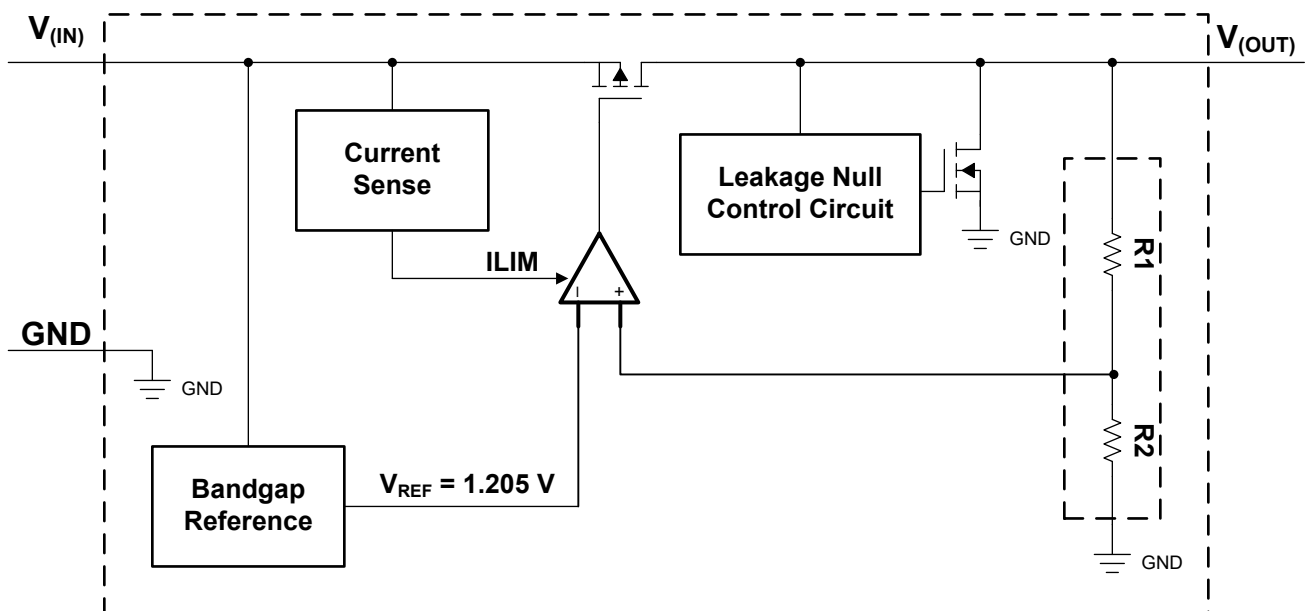 V(IN)
V(OUT)
Current
Sense
Leakage Null
Control Circuit
GND
R1
ILIM
– +
GND
GND
R2
Bandgap
Reference
VREF = 1.205 V
GND